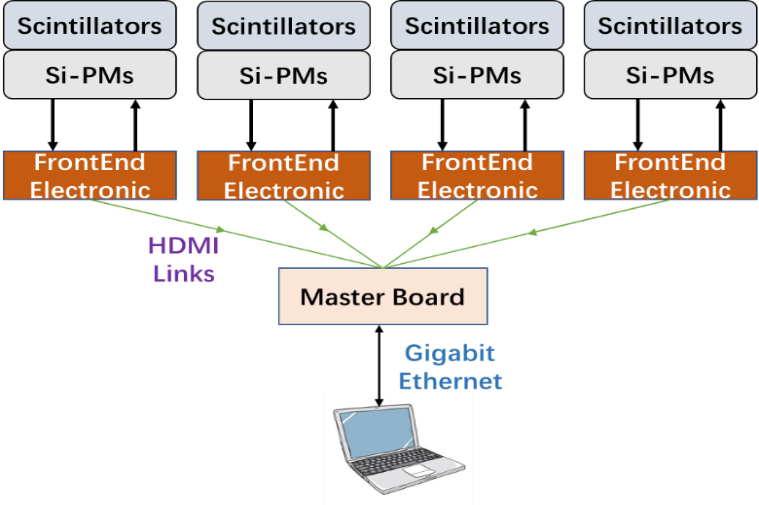 Scintillators
Scintillators
Scintillators
Scintillators
Si-PMs
Si-PMs
Si-PMs
Si-PMs
FrontEnd
Electronic
FrontEnd
Electronic
FrontEnd
Electronic
FrontEnd
Electronic
HDMI
Links
Master Board
Gigabit
Ethernet